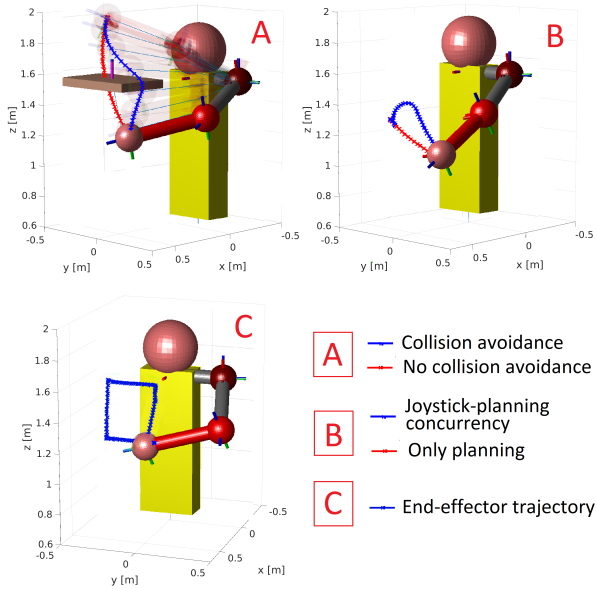 A
2
1.8
1.6
1.4
1.2
1
0.8
0.6
z [m]
-0.5
0
0.5
y [m]
0.5
0
-0.5
x [m]
B
2
1.8
1.6
1.4
1.2
1
0.8
0.6
z [m]
-0.5
0
0.5
y [m]
0.5
0
-0.5
x [m]
C
2
1.8
1.6
1.4
1.2
1
0.8
0.6
z [m]
-0.5
0
0.5
y [m]
-0.5
0
0.5
x [m]
A
Collision avoidance
No collision avoidance
B
Joystick-planning
concurrency
Only planning
C
End-effector trajectory